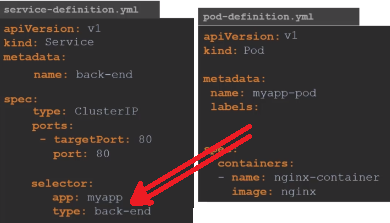 service-definition.yml
apiVersion: v1
kind: Service
metadata:
name: back-end
spec:
type: ClusterIP
ports:
- targetPort: 80
port: 80
selector:
app: myapp
type: back-end
pod-definition.yml
apiVersion: v1
kind: Pod
metadata:
name: myapp-pod
labels:
spec:
containers:
- name: nginx-container
image: nginx